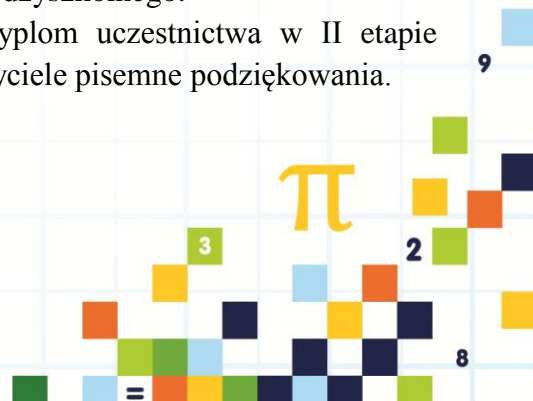 yplom uczestnictwa w II etapie
yciele pisemne podziękowania.
9
π
3
2
8
=